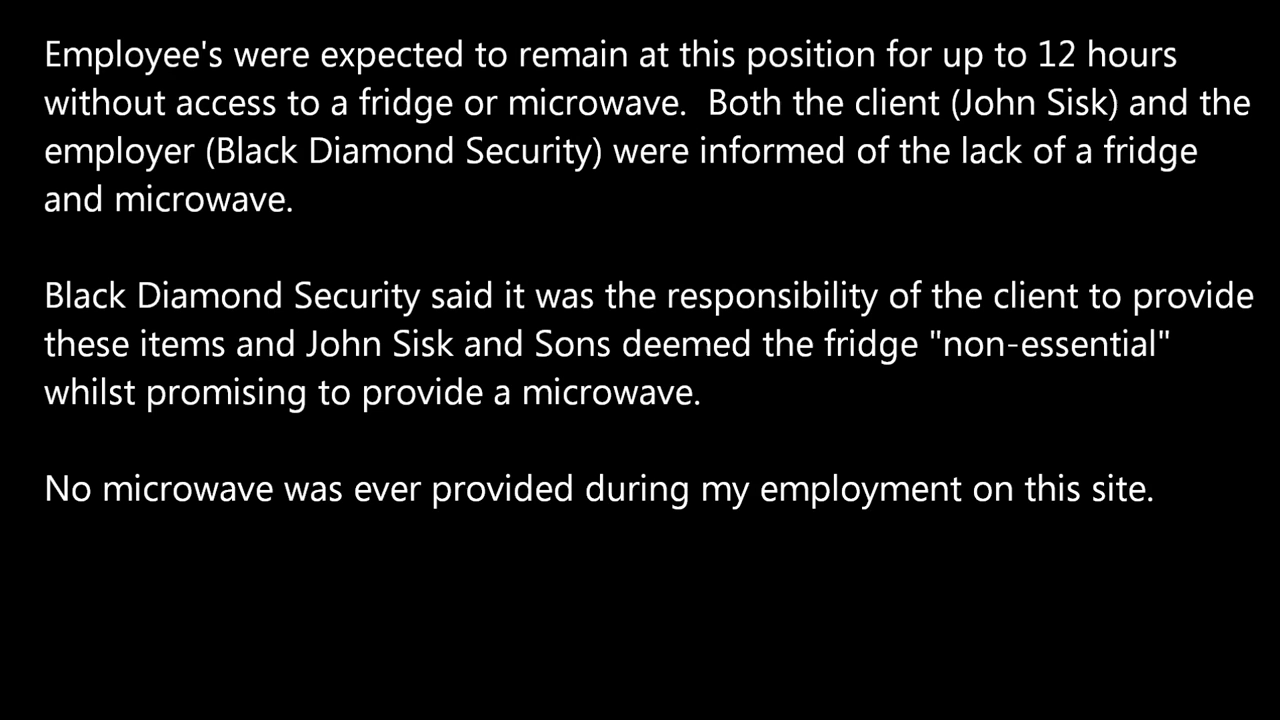 Employee's were expected to remain at this position for up to 12 hours
without access to a fridge or microwave.  Both the client (John Sisk) and the
employer (Black Diamond Security) were informed of the lack of a fridge
and microwave.
Black Diamond Security said it was the responsibility of the client to provide
these items and John Sisk and Sons deemed the fridge "non-essential"
whilst promising to provide a microwave.
No microwave was ever provided during my employment on this site.